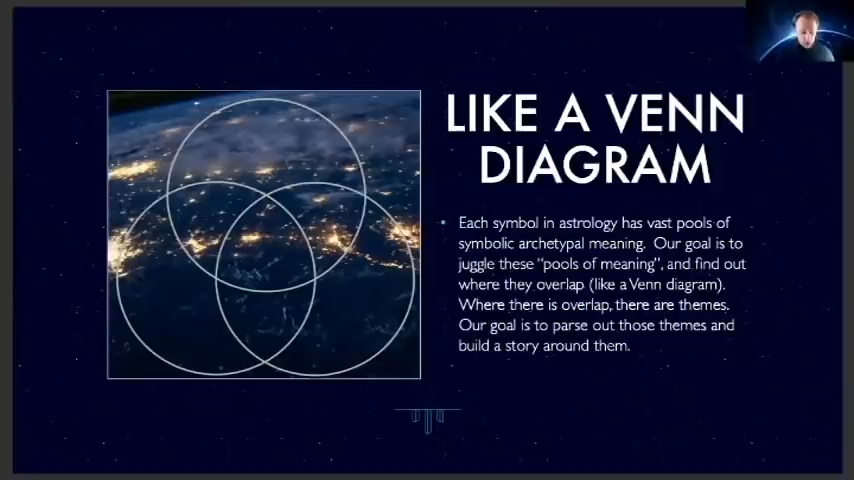 LIKE A VENN
DIAGRAM
• Each symbol in astrology has vast pools of
symbolic archetypal meaning. Our goal is to
juggle these “pools of meaning”, and find out
where they overlap (like a Venn diagram).
Where there is overlap, there are themes.
Our goal is to parse out those themes and
build a story around them.